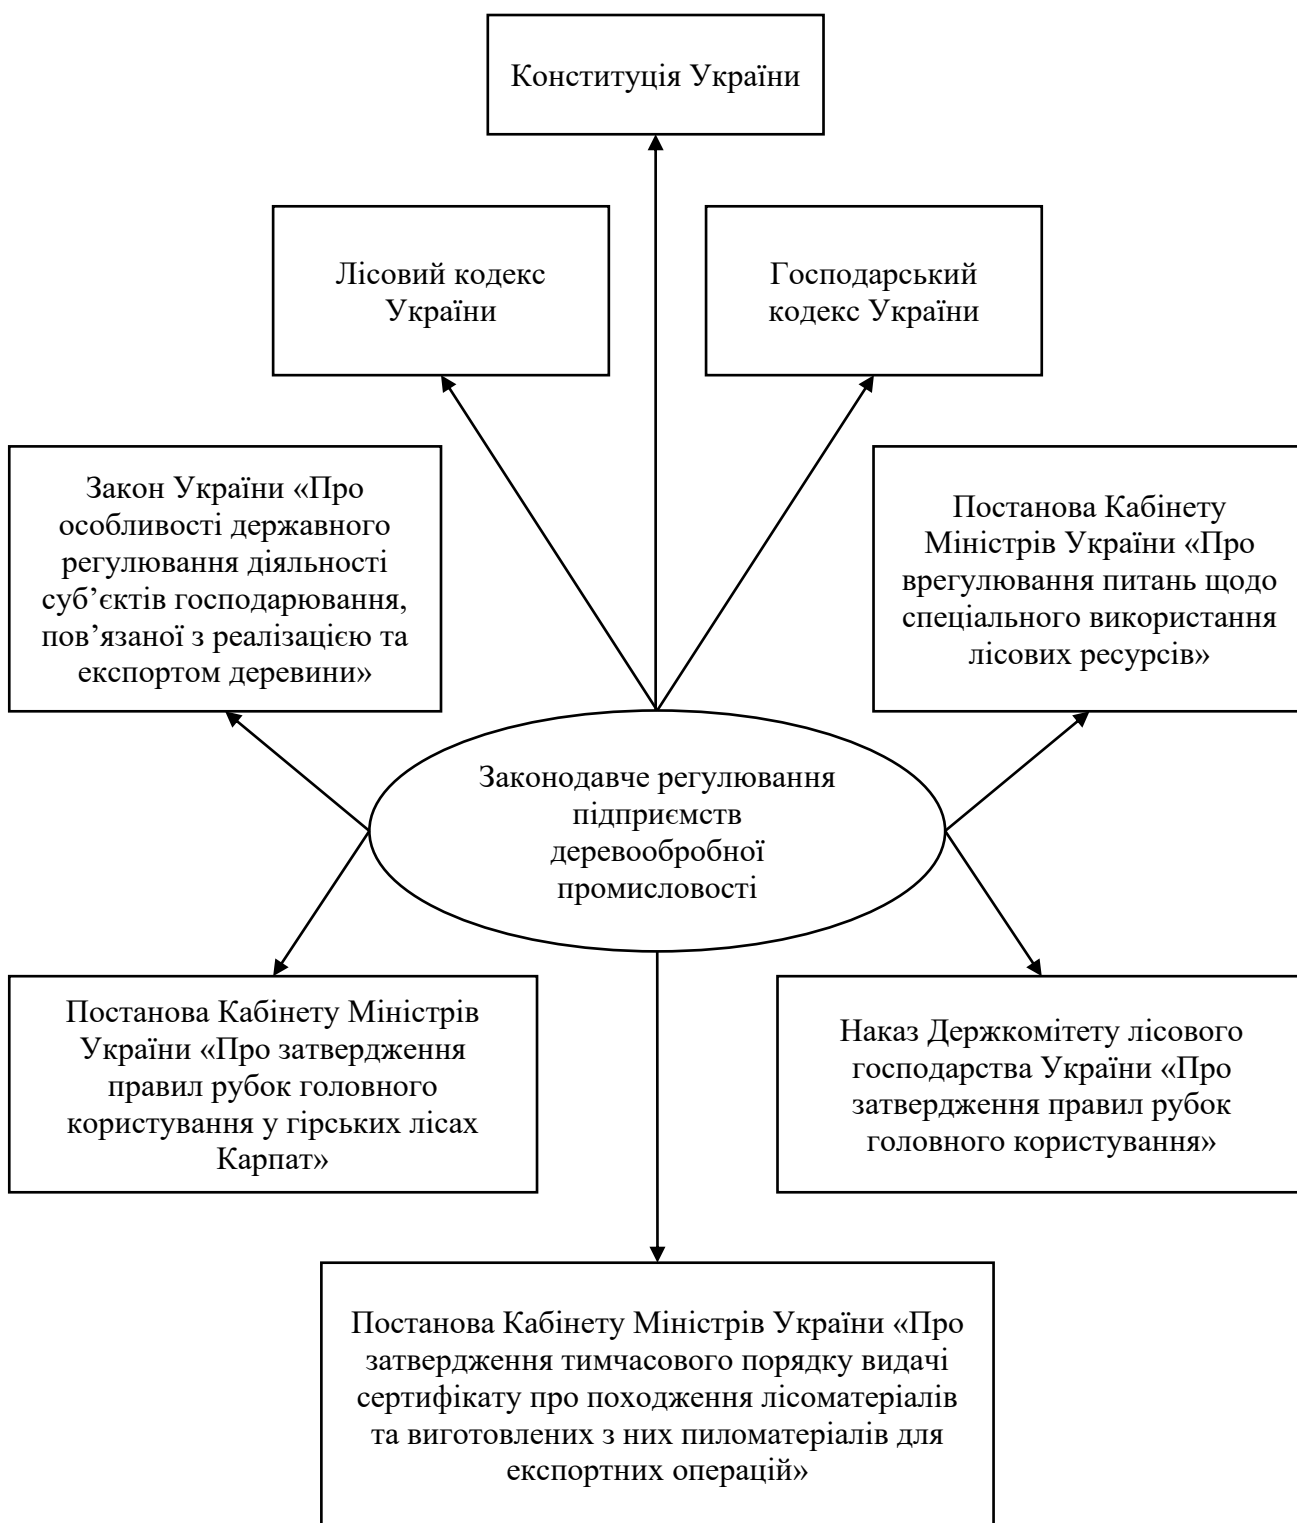 Конституція України
Лісовий кодекс
України
Господарський
кодекс України
Закон України «Про
особливості державного
регулювання діяльності
суб’єктів господарювання,
пов’язаної з реалізацією та
експортом деревини»
Постанова Кабінету
Міністрів України «Про
врегулювання питань щодо
спеціального використання
лісових ресурсів»
Законодавче регулювання
підприємств
деревообробної
промисловості
Постанова Кабінету Міністрів
України «Про затвердження
правил рубок головного
користування у гірських лісах
Карпат»
Наказ Держкомітету лісового
господарства України «Про
затвердження правил рубок
головного користування»
Постанова Кабінету Міністрів України «Про
затвердження тимчасового порядку видачі
сертифікату про походження лісоматеріалів
та виготовлених з них пиломатеріалів для
експортних операцій»